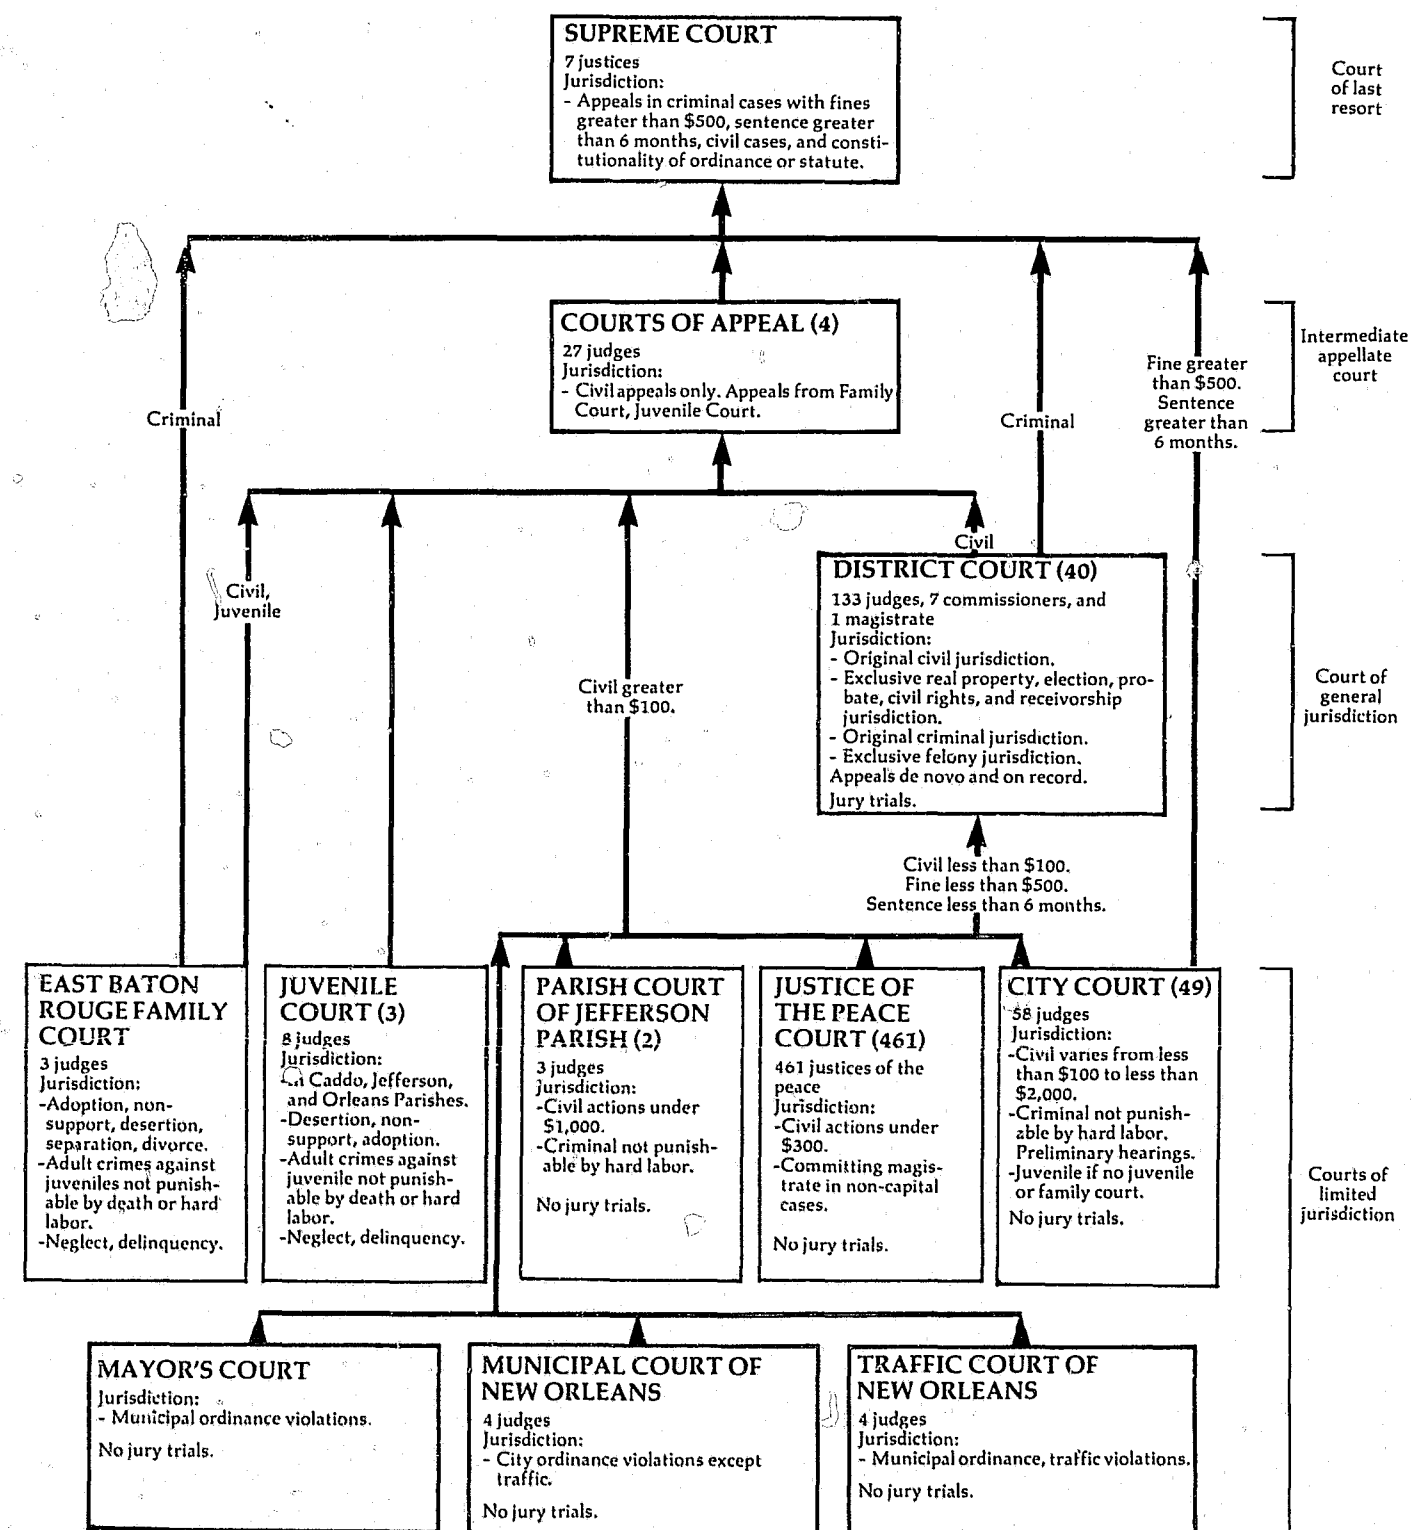 SUPREME COURT
7 justices
Jurisdiction:
- Appeals in criminal cases with fines
greater than $500, sentence greater
than 6 months, civil cases, and consti-
tutionality of ordinance or statute.
Court
of last
resort
COURTS OF APPEAL (4)
27 judges
Jurisdiction:
- Civil appeals only. Appeals from Family
Court, Juvenile Court.
Intermediate
appellate
court
Criminal
Criminal
Fine greater
than $500.
Sentence
greater than
6 months.
Civil,
Juvenile
Civil greater
than $100.
Civil
DISTRICT COURT (40)
133 judges, 7 commissioners, and
1 magistrate
Jurisdiction:
- Original civil jurisdiction.
- Exclusive real property, election, pro-
bate, civil rights, and receivorship
jurisdiction.
- Original criminal jurisdiction.
- Exclusive felony jurisdiction.
Appeals de novo and on record.
Jury trials.
Court of
general
jurisdiction
Civil less than $100.
Fine less than $500.
Sentence less than 6 months.
EAST BATON
ROUGE FAMILY
COURT
3 judges
Jurisdiction:
-Adoption, non-
support, desertion,
separation, divorce.
-Adult crimes against
juveniles not punish-
able by death or hard
labor.
-Neglect, delinquency.
JUVENILE
COURT (3)
8 judges
Jurisdiction:
Caddo, Jefferson,
and Orleans Parishes.
-Desertion, non-
support, adoption.
-Adult crimes against
juvenile not punish-
able by death or hard
labor.
-Neglect, delinquency.
PARISH COURT
OF JEFFERSON
PARISH (2)
3 judges
Jurisdiction:
-Civil actions under
$1,000.
-Criminal not punish-
able by hard labor.
No jury trials.
JUSTICE OF
THE PEACE
COURT (461)
461 justices of the
peace
Jurisdiction:
-Civil actions under
$300.
-Committing magis-
trate in non-capital
cases.
No jury trials.
CITY COURT (49)
58 judges
Jurisdiction:
-Civil varies from less
than $100 to less than
$2,000.
-Criminal not punish-
able by hard labor.
Preliminary hearings.
-Juvenile if no juvenile
or family court.
No jury trials.
Courts of
limited
jurisdiction
MAYOR'S COURT
Jurisdiction:
- Municipal ordinance violations.
No jury trials.
MUNICIPAL COURT OF
NEW ORLEANS
4 judges
Jurisdiction:
- City ordinance violations except
traffic.
No jury trials.
TRAFFIC COURT OF
NEW ORLEANS
4 judges
Jurisdiction:
- Municipal ordinance, traffic violations.
No jury trials.